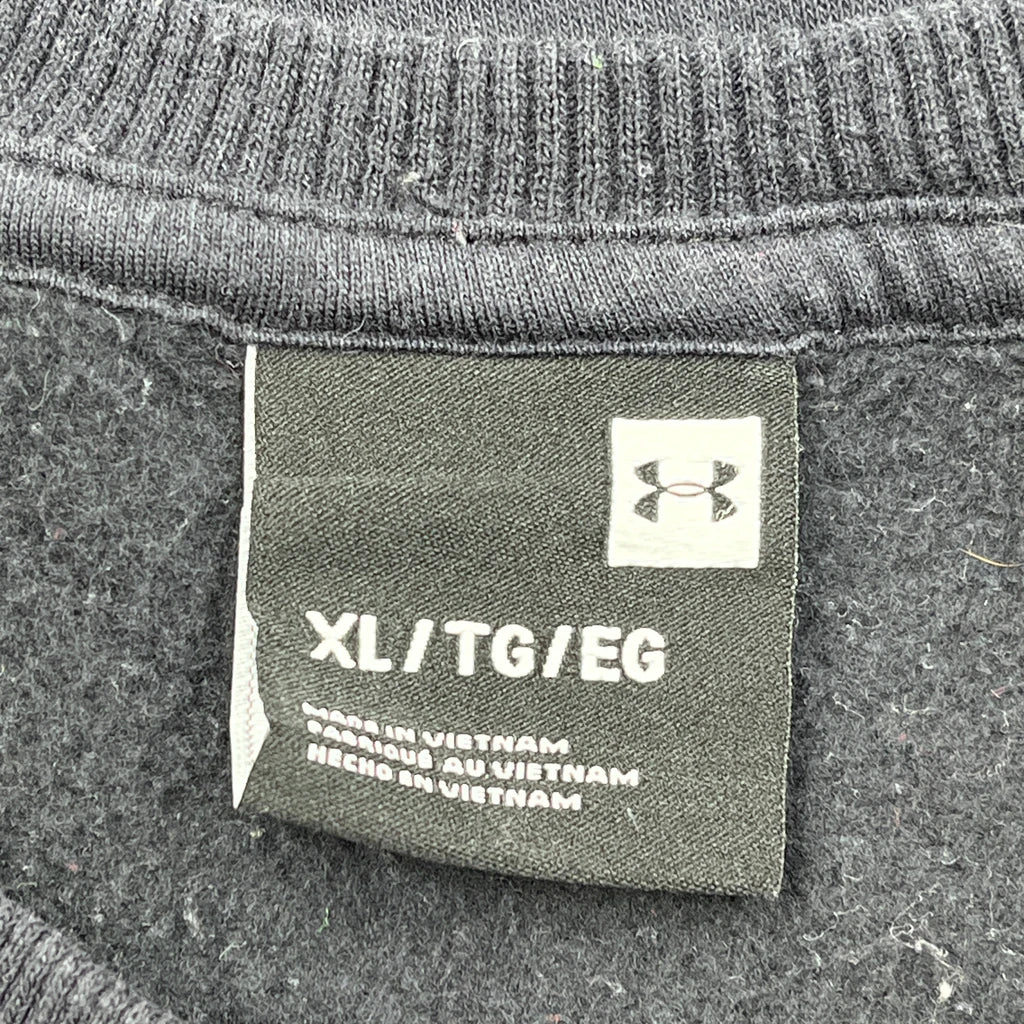 XL/TG/EG
MADE IN VIETNAM
FABRIQUÉ AU VIETNAM
HECHO EN VIETNAM